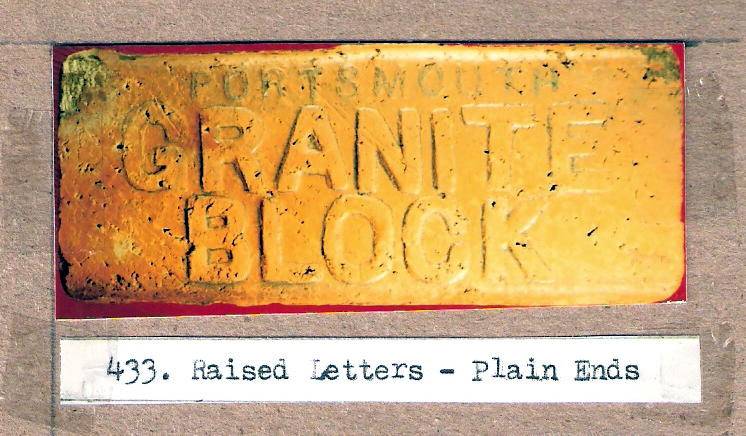 PORTSMOUTH
GRANITE
BLOCK
433. Raised Letters - Plain Ends